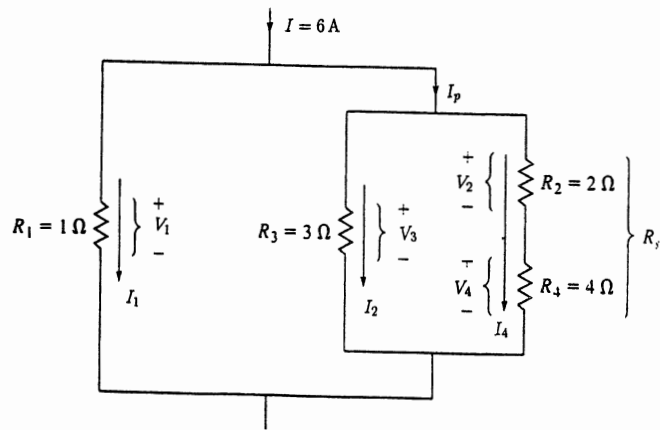 I = 6 A
I_p
R_1 = 1 Ω
+
V_1
−
I_1
R_3 = 3 Ω
+
V_3
−
I_2
+
V_2
−
R_2 = 2 Ω
+
V_4
−
R_4 = 4 Ω
I_4
R_s